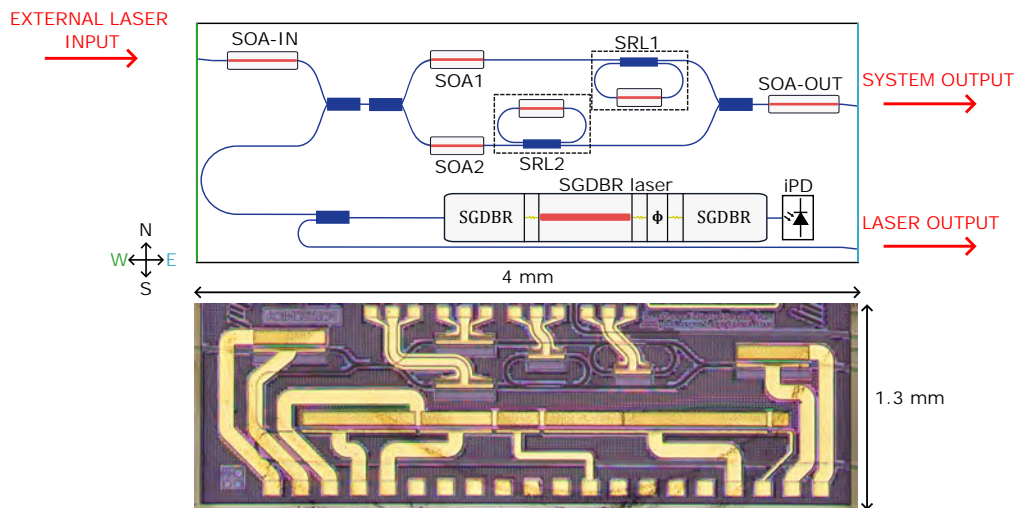 EXTERNAL LASER
INPUT
SOA-IN
SOA1
SRL1
SOA-OUT
SYSTEM OUTPUT
SOA2
SRL2
SGDBR laser
iPD
SGDBR
ϕ
SGDBR
LASER OUTPUT
N
W
E
S
4 mm
1.3 mm